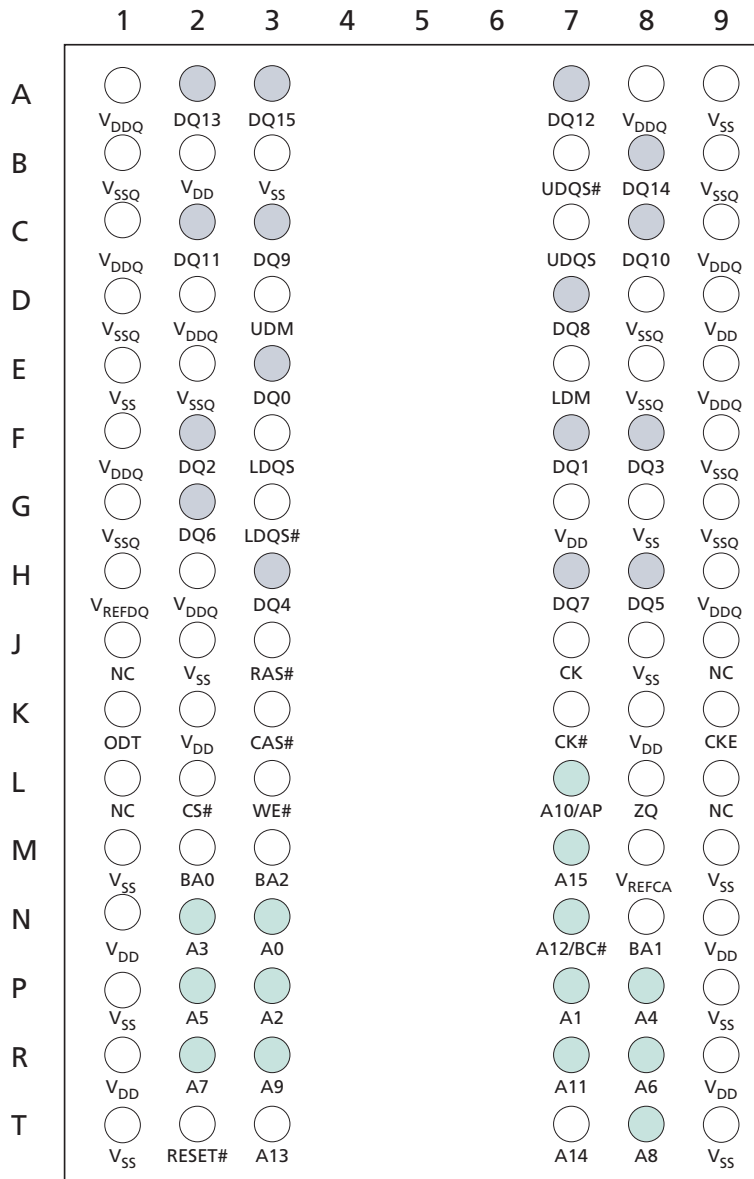 1 2 3 4 5 6 7 8 9
A
VDDQ DQ13 DQ15 DQ12 VDDQ VSS
B
VSSQ VDD VSS UDQS# DQ14 VSSQ
C
VDDQ DQ11 DQ9 UDQS DQ10 VDDQ
D
VSSQ VDDQ UDM DQ8 VSSQ VDD
E
VSS VSSQ DQ0 LDM VSSQ VDDQ
F
VDDQ DQ2 LDQS DQ1 DQ3 VSSQ
G
VSSQ DQ6 LDQS# VDD VSS VSSQ
H
VREFDQ VDDQ DQ4 DQ7 DQ5 VDDQ
J
NC VSS RAS# CK VSS NC
K
ODT VDD CAS# CK# VDD CKE
L
NC CS# WE# A10/AP ZQ NC
M
VSS BA0 BA2 A15 VREFCA VSS
N
VDD A3 A0 A12/BC# BA1 VDD
P
VSS A5 A2 A1 A4 VSS
R
VDD A7 A9 A11 A6 VDD
T
VSS RESET# A13 A14 A8 VSS